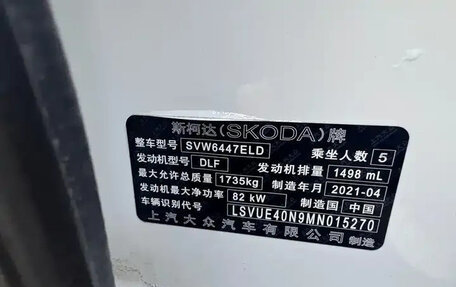 斯柯达(SKODA)牌
整车型号 SVW6447ELD 乘坐人数 5
发动机型号 DLF 发动机排量 1498 mL
最大允许总质量 1735kg 制造年月 2021-04
发动机最大净功率 82 kW 制造国 中国
车辆识别代号 LSVUE40N9MN015270
上汽大众汽车有限公司 制造